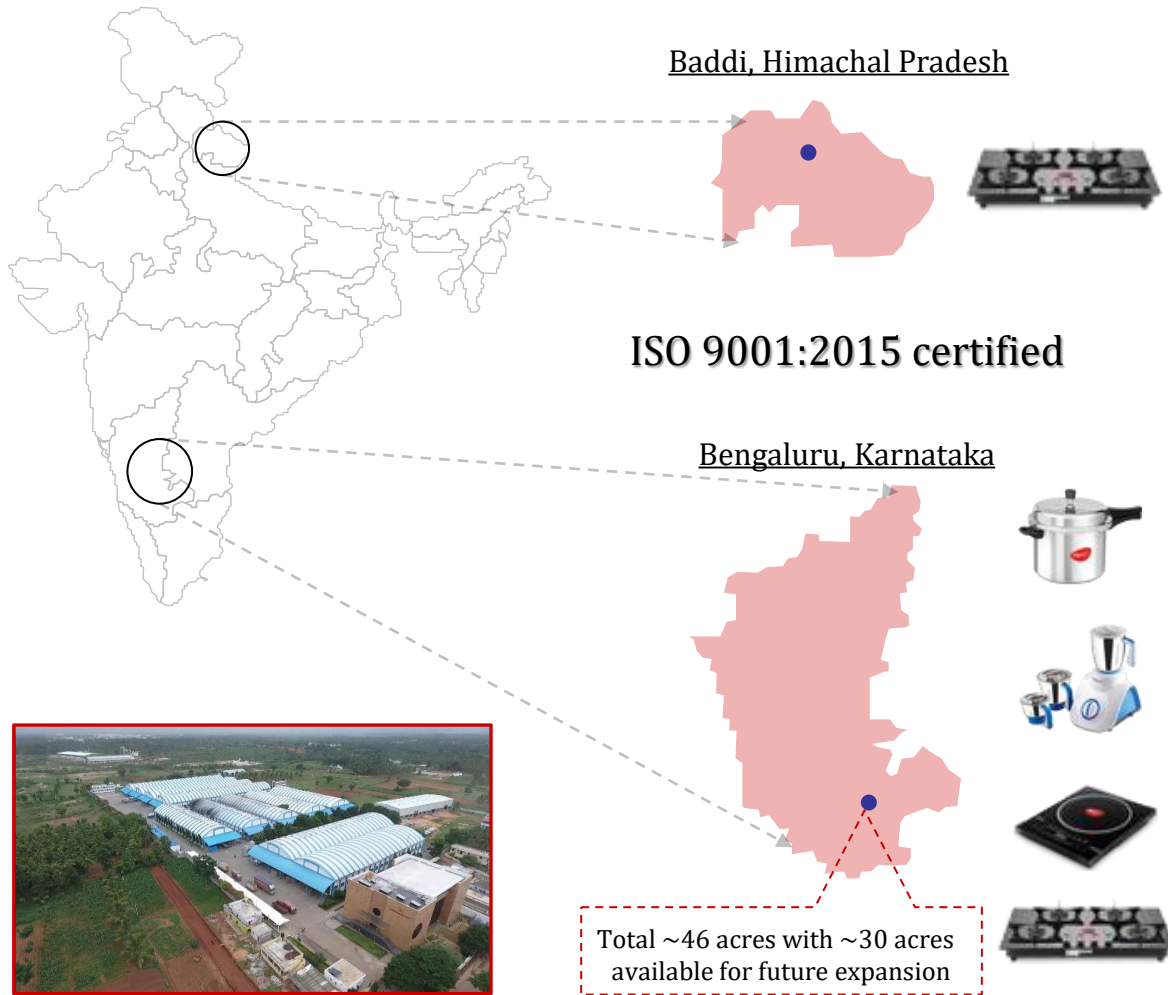 Baddi, Himachal Pradesh
ISO 9001:2015 certified
Bengaluru, Karnataka
Total ~46 acres with ~30 acres
available for future expansion